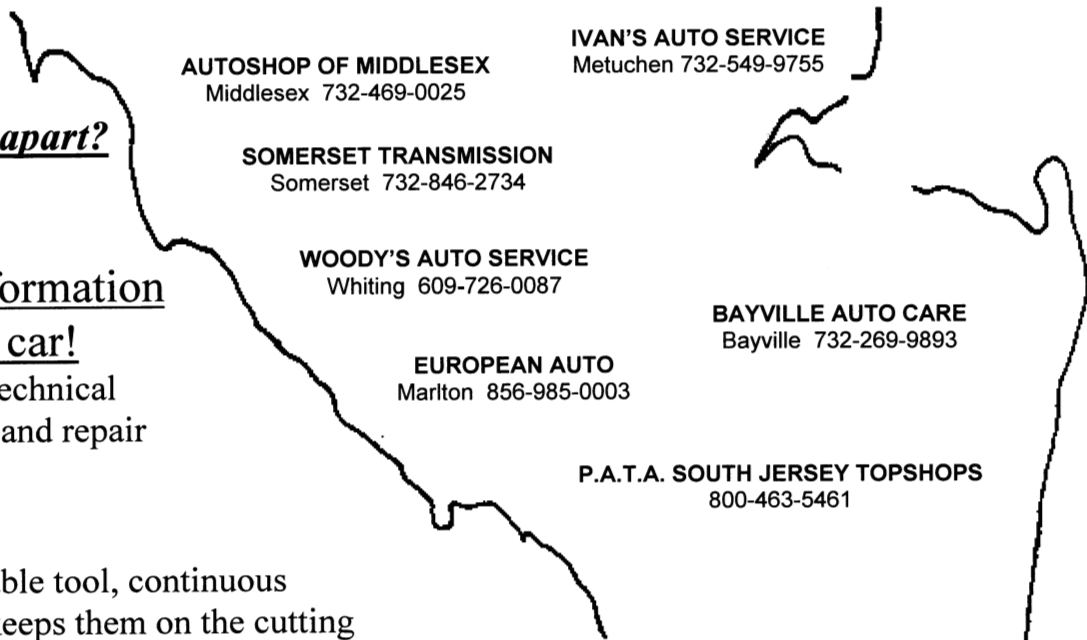 IVAN'S AUTO SERVICE
Metuchen 732-549-9755
AUTOSHOP OF MIDDLESEX
Middlesex 732-469-0025
apart?
SOMERSET TRANSMISSION
Somerset 732-846-2734
WOODY'S AUTO SERVICE
Whiting 609-726-0087
formation
car!
BAYVILLE AUTO CARE
Bayville 732-269-9893
EUROPEAN AUTO
Marlton 856-985-0003
echnical
and repair
P.A.T.A. SOUTH JERSEY TOPSHOPS
800-463-5461
ble tool, continuous
keeps them on the cutting